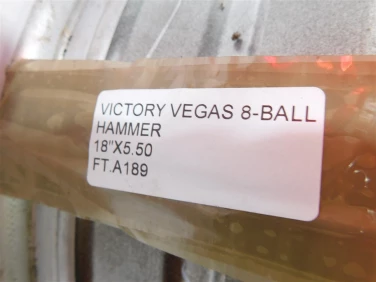 VICTORY VEGAS 8-BALL
HAMMER
18"X5.50
FT.A189